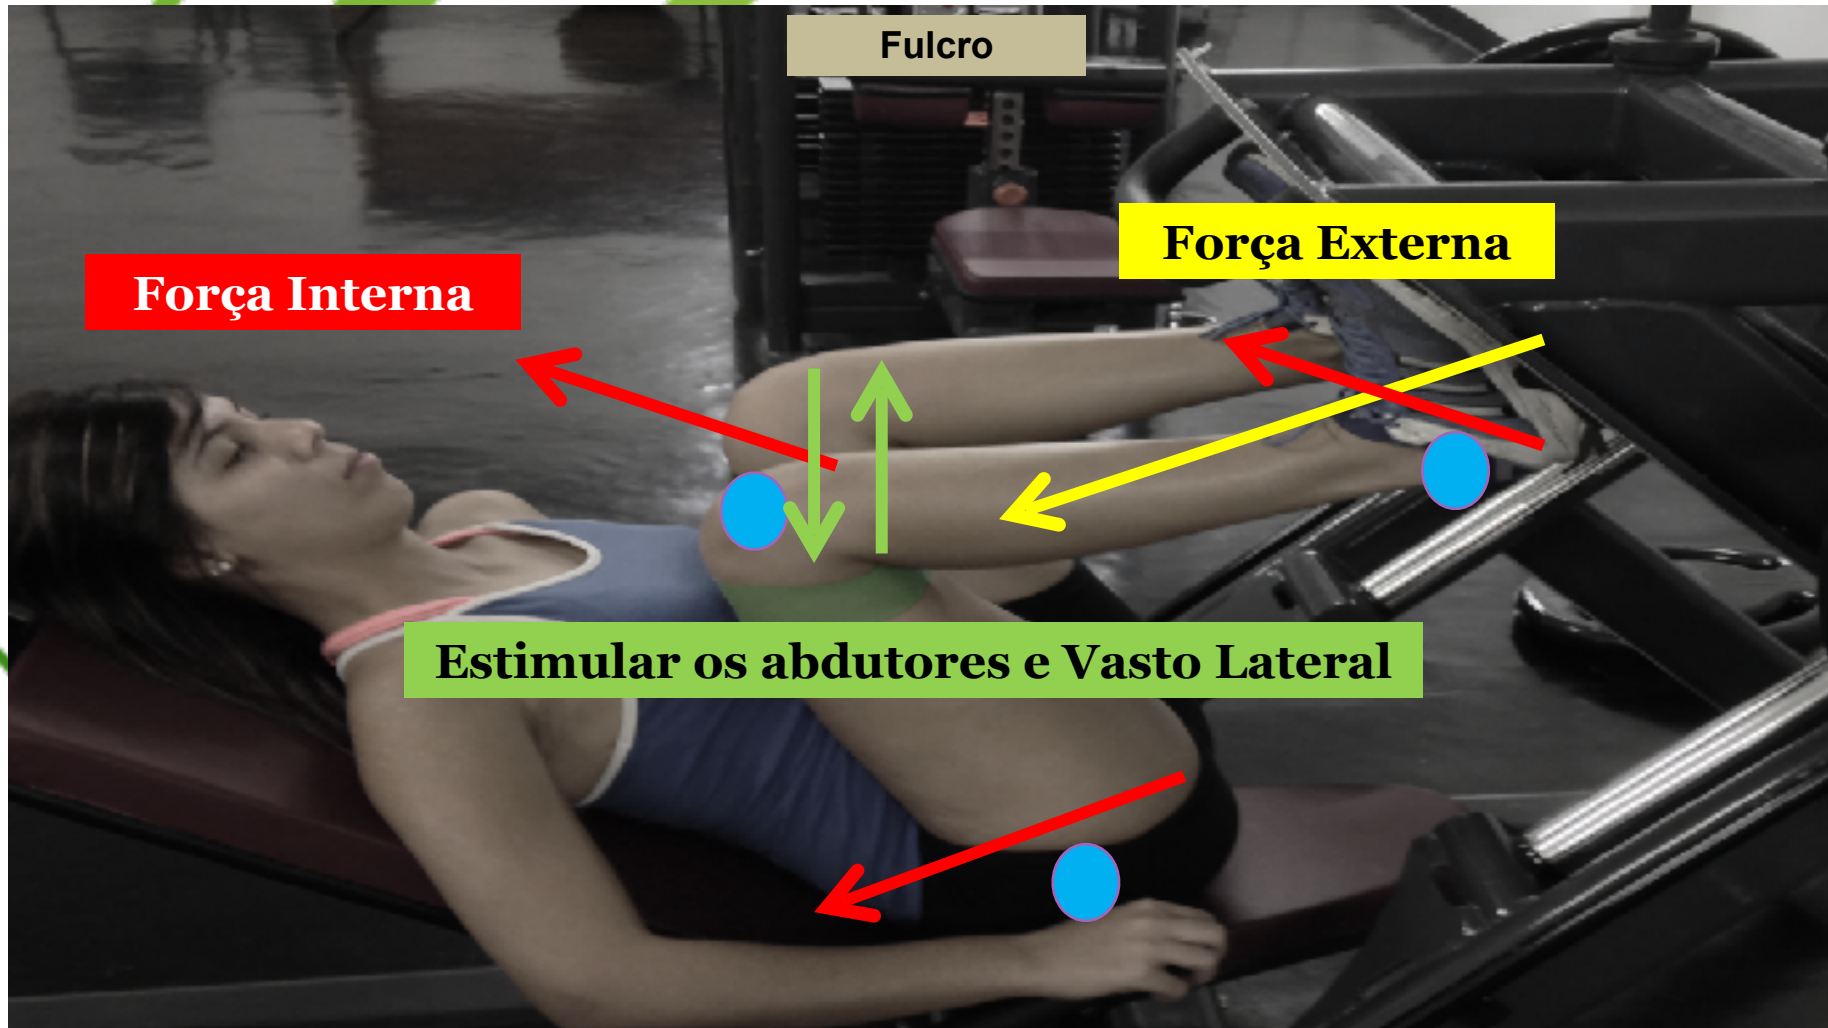 Fulcro
Força Externa
Força Interna
Estimular os abdutores e Vasto Lateral